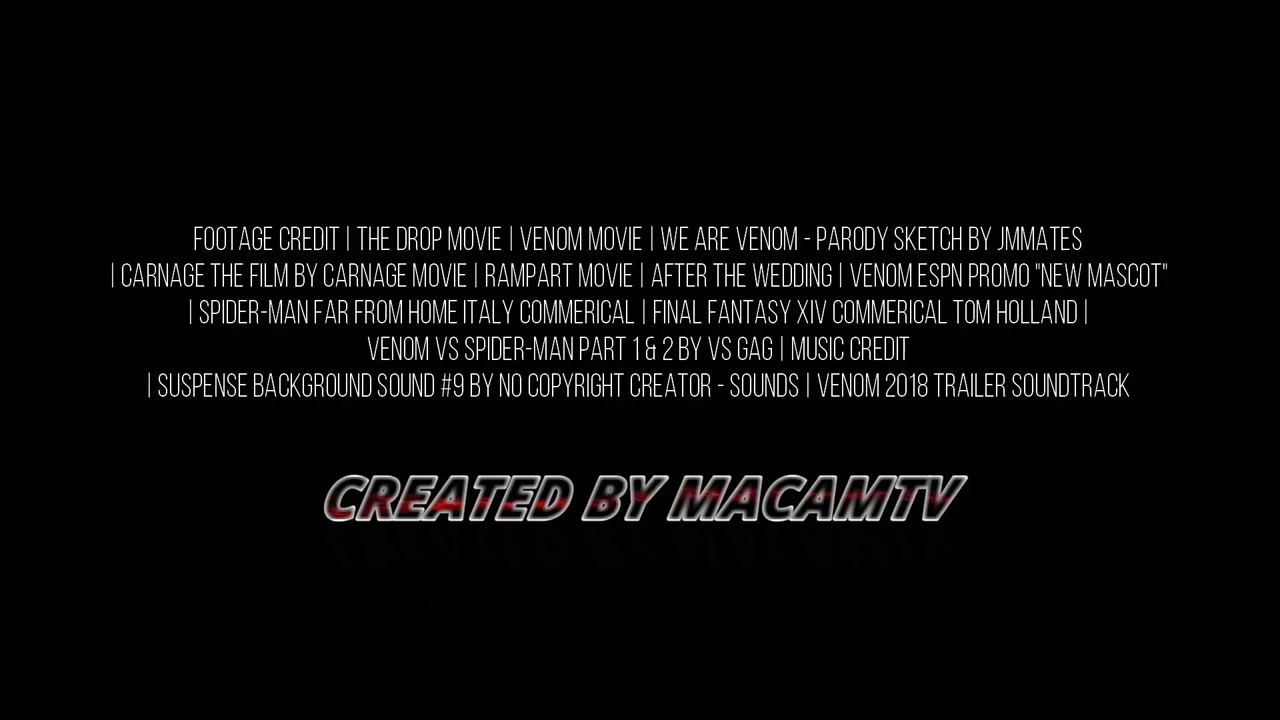 FOOTAGE CREDIT | THE DROP MOVIE | VENOM MOVIE | WE ARE VENOM - PARODY SKETCH BY JMMATES
| CARNAGE THE FILM BY CARNAGE MOVIE | RAMPART MOVIE | AFTER THE WEDDING | VENOM ESPN PROMO "NEW MASCOT"
| SPIDER-MAN FAR FROM HOME ITALY COMMERICAL | FINAL FANTASY XIV COMMERICAL TOM HOLLAND |
VENOM VS SPIDER-MAN PART 1 & 2 BY VS GAG | MUSIC CREDIT
| SUSPENSE BACKGROUND SOUND #9 BY NO COPYRIGHT CREATOR - SOUNDS | VENOM 2018 TRAILER SOUNDTRACK
CREATED BY MACAMTV